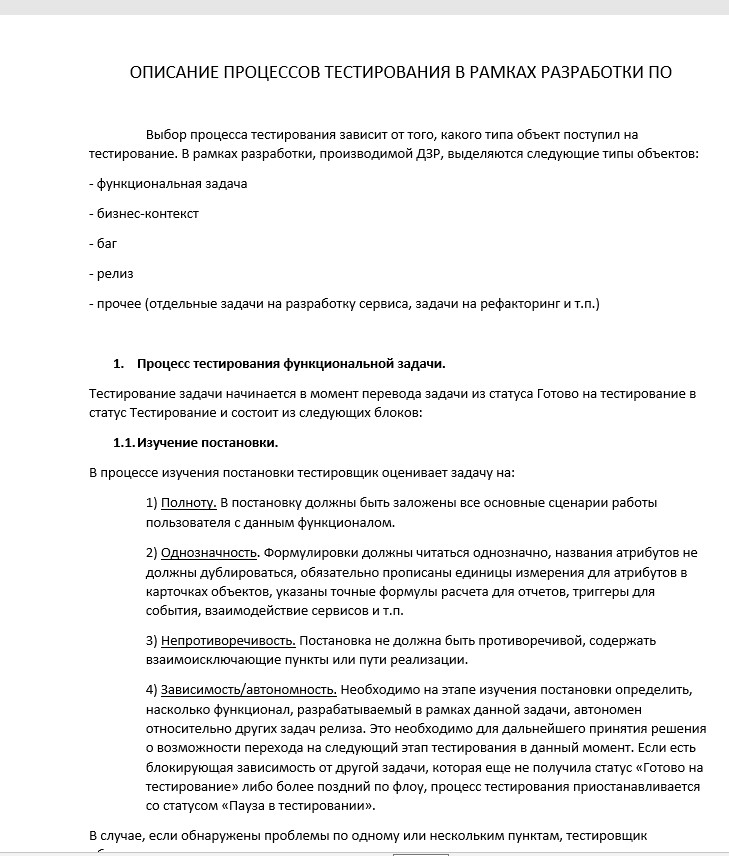 ОПИСАНИЕ ПРОЦЕССОВ ТЕСТИРОВАНИЯ В РАМКАХ РАЗРАБОТКИ ПО
Выбор процесса тестирования зависит от того, какого типа объект поступил на
тестирование. В рамках разработки, производимой ДЗР, выделяются следующие типы объектов:
- функциональная задача
- бизнес-контекст
- баг
- релиз
- прочее (отдельные задачи на разработку сервиса, задачи на рефакторинг и т.п.)
1. Процесс тестирования функциональной задачи.
Тестирование задачи начинается в момент перевода задачи из статуса Готово на тестирование в
статус Тестирование и состоит из следующих блоков:
1.1. Изучение постановки.
В процессе изучения постановки тестировщик оценивает задачу на:
1) Полноту. В постановку должны быть заложены все основные сценарии работы
пользователя с данным функционалом.
2) Однозначность. Формулировки должны читаться однозначно, названия атрибутов не
должны дублироваться, обязательно прописаны единицы измерения для атрибутов в
карточках объектов, указаны точные формулы расчета для отчетов, триггеры для
события, взаимодействие сервисов и т.п.
3) Непротиворечивость. Постановка не должна быть противоречивой, содержать
взаимоисключающие пункты или пути реализации.
4) Зависимость/автономность. Необходимо на этапе изучения постановки определить,
насколько функционал, разрабатываемый в рамках данной задачи, автономен
относительно других задач релиза. Это необходимо для дальнейшего принятия решения
о возможности перехода на следующий этап тестирования в данный момент. Если есть
блокирующая зависимость от другой задачи, которая еще не получила статус «Готово на
тестирование» либо более поздний по флоу, процесс тестирования приостанавливается
со статусом «Пауза в тестировании».
В случае, если обнаружены проблемы по одному или нескольким пунктам, тестировщик